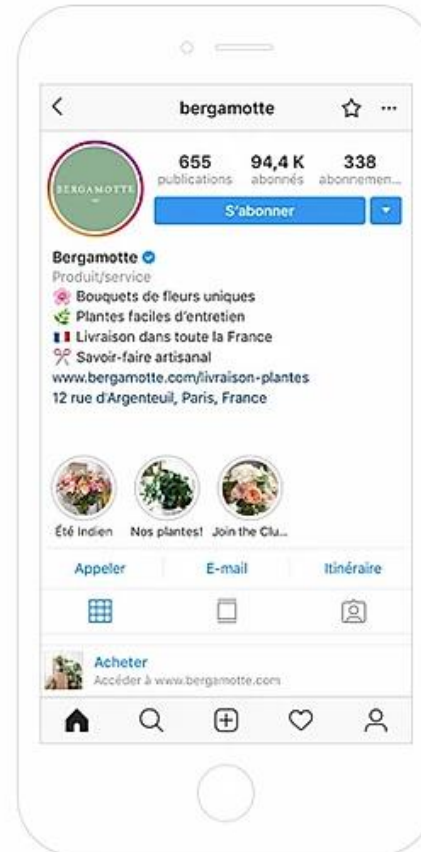 bergamotte
BERGAMOTTE
655 94,4 K 338
publications abonnés abonnemen...
S'abonner
Bergamotte
Produit/service
Bouquets de fleurs uniques
Plantes faciles d'entretien
Livraison dans toute la France
Savoir-faire artisanal
www.bergamotte.com/livraison-plantes
12 rue d'Argenteuil, Paris, France
Été Indien Nos plantes! Join the Clu...
Appeler E-mail Itinéraire
Acheter
Accéder à www.bergamotte.com